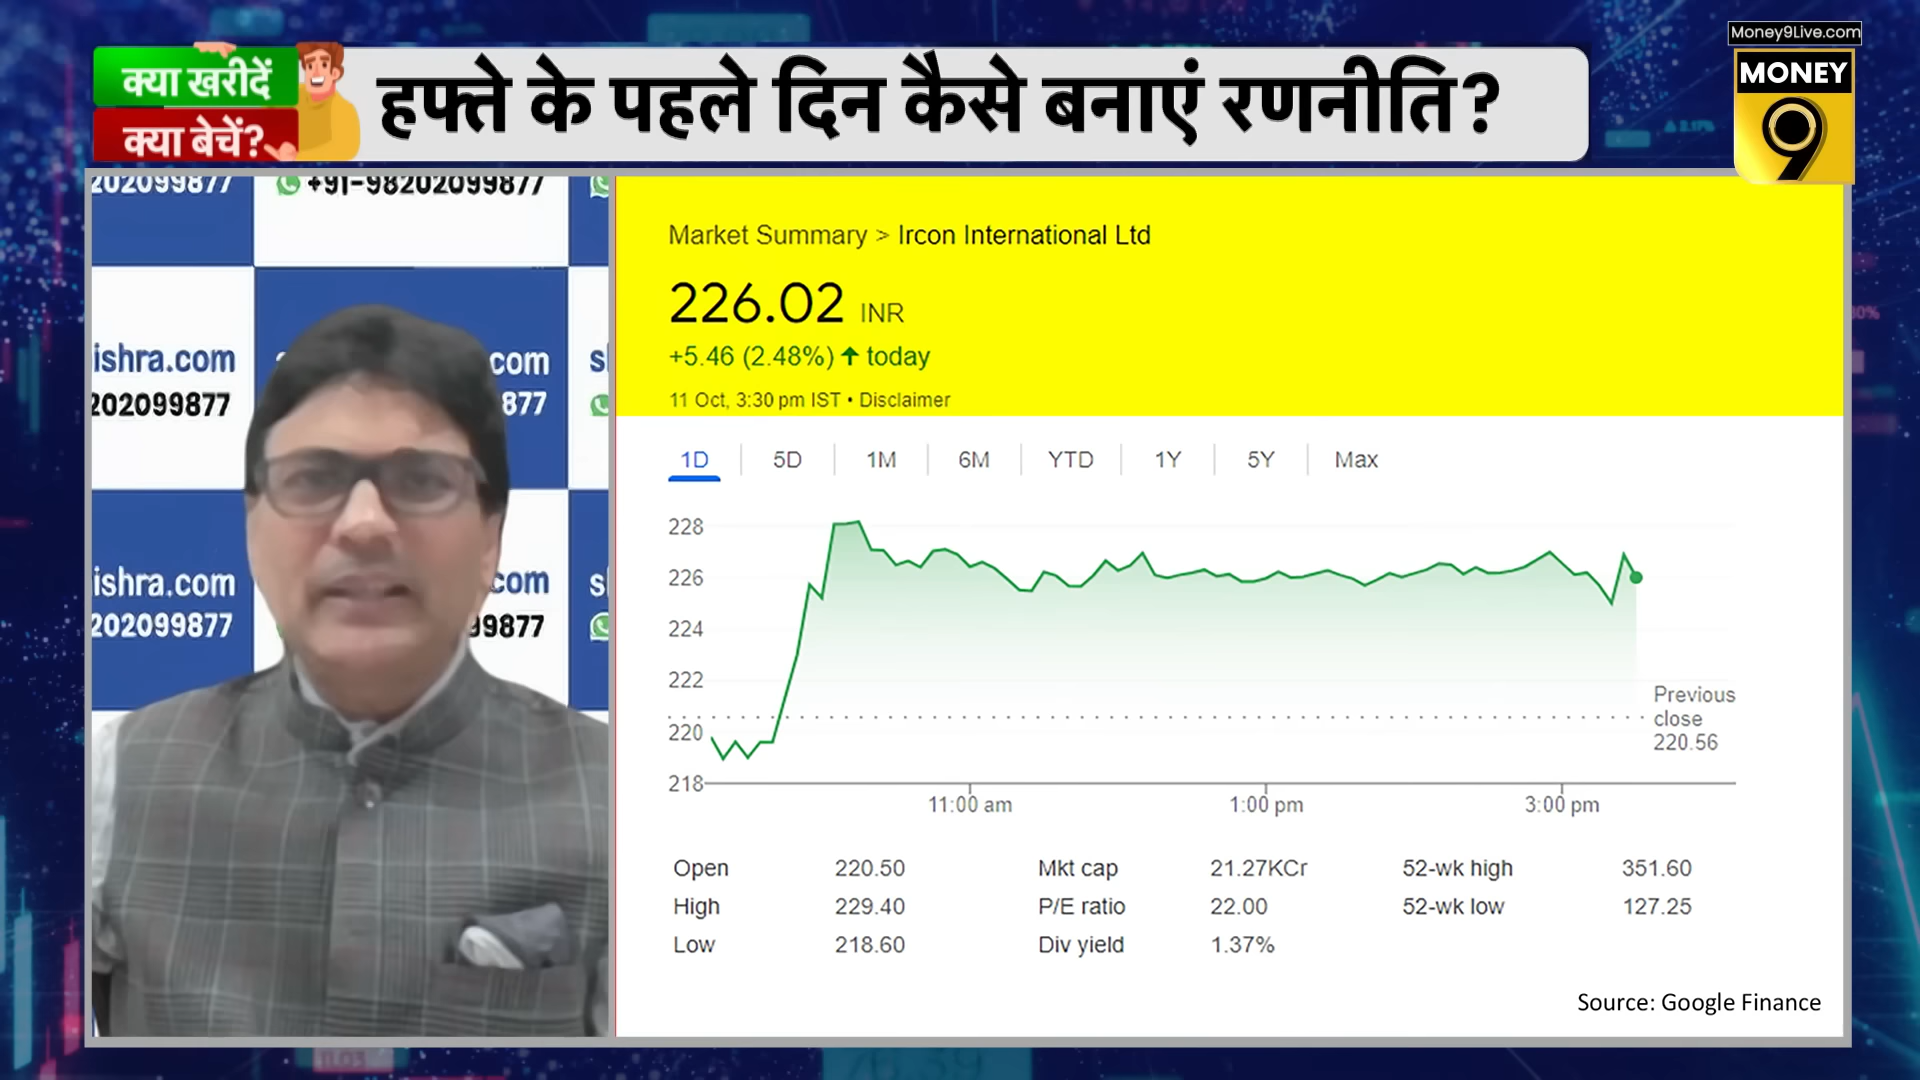 Money9Live.com
MONEY
9
क्या खरीदें
क्या बेचें?
हफ्ते के पहले दिन कैसे बनाएं रणनीति?
202099877
+91-98202099877
ishra.com
com
202099877
877
ishra.com
com
202099877
99877
Market Summary > Ircon International Ltd
226.02 INR
+5.46 (2.48%) ↑ today
11 Oct, 3:30 pm IST • Disclaimer
1D 5D 1M 6M YTD 1Y 5Y Max
228
226
224
222
220
218
Previous
close
220.56
11:00 am 1:00 pm 3:00 pm
Open 220.50 Mkt cap 21.27KCr 52-wk high 351.60
High 229.40 P/E ratio 22.00 52-wk low 127.25
Low 218.60 Div yield 1.37%
Source: Google Finance